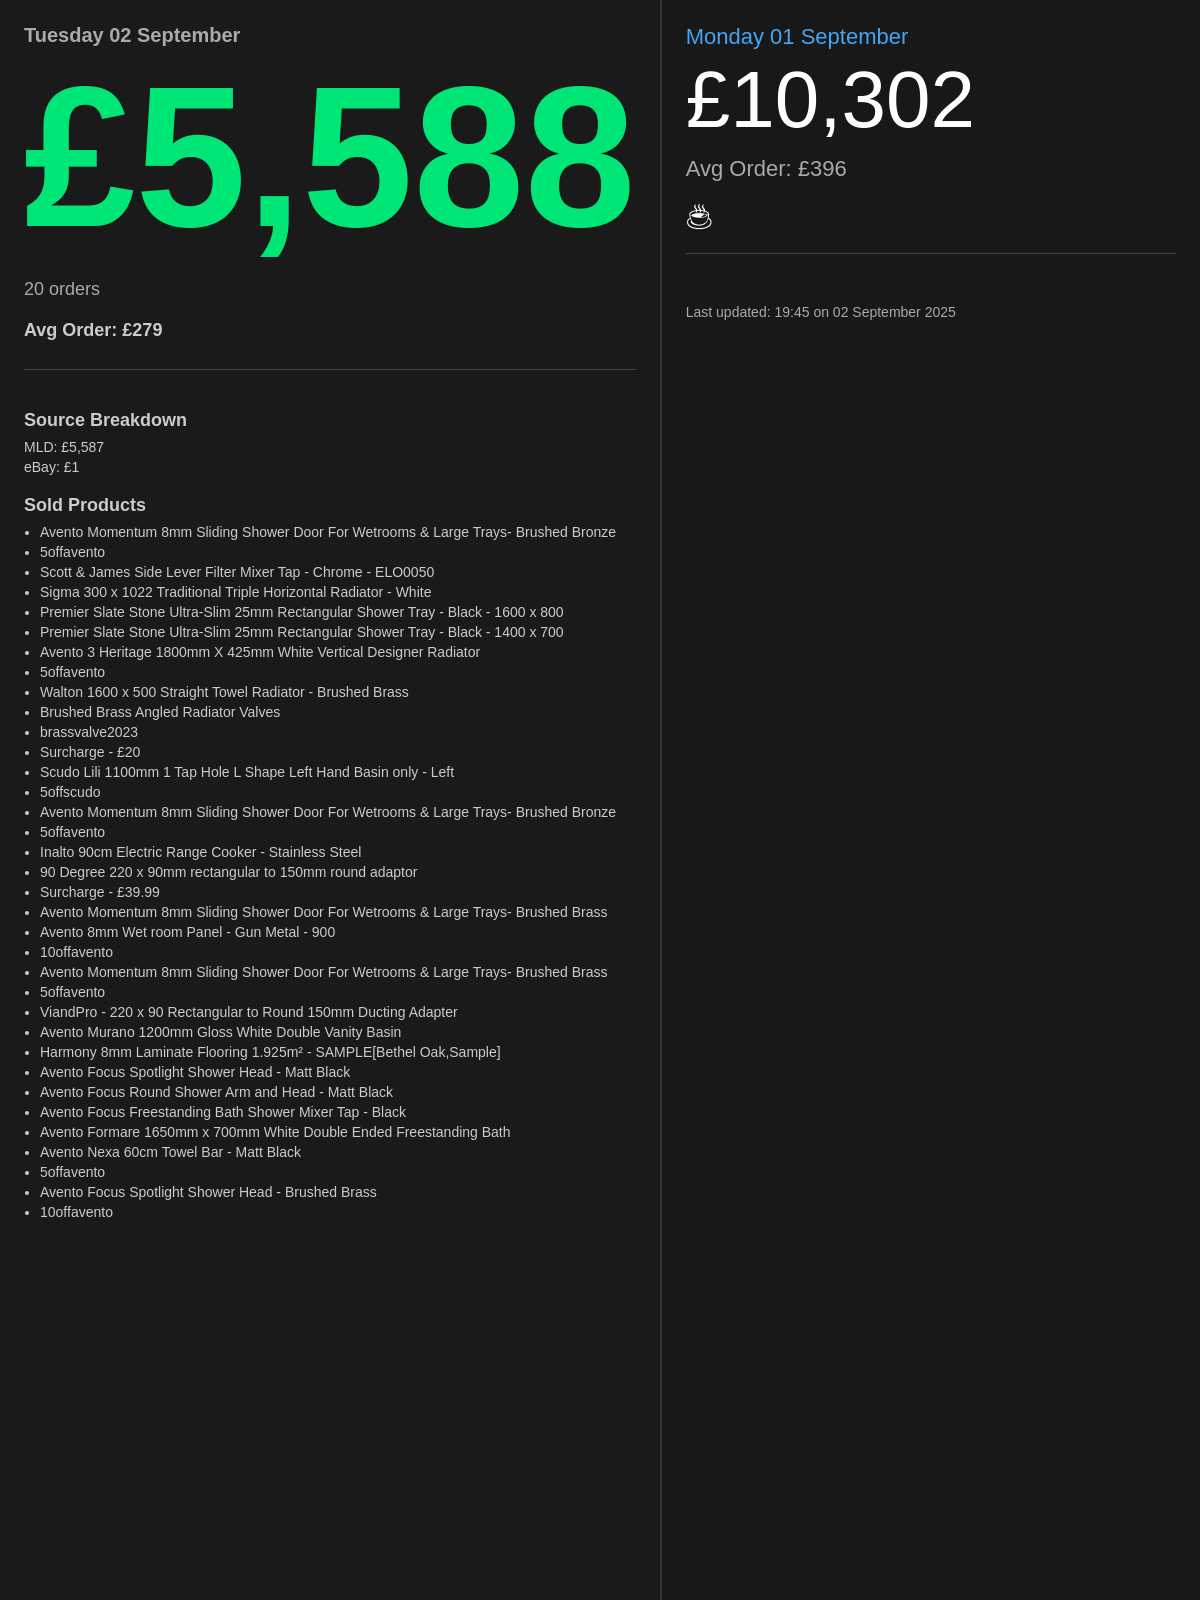 Tuesday 02 September
£5,588
20 orders
Avg Order: £279
Source Breakdown
MLD: £5,587
eBay: £1
Sold Products
• Avento Momentum 8mm Sliding Shower Door For Wetrooms & Large Trays- Brushed Bronze
• 5offavento
• Scott & James Side Lever Filter Mixer Tap - Chrome - ELO0050
• Sigma 300 x 1022 Traditional Triple Horizontal Radiator - White
• Premier Slate Stone Ultra-Slim 25mm Rectangular Shower Tray - Black - 1600 x 800
• Premier Slate Stone Ultra-Slim 25mm Rectangular Shower Tray - Black - 1400 x 700
• Avento 3 Heritage 1800mm X 425mm White Vertical Designer Radiator
• 5offavento
• Walton 1600 x 500 Straight Towel Radiator - Brushed Brass
• Brushed Brass Angled Radiator Valves
• brassvalve2023
• Surcharge - £20
• Scudo Lili 1100mm 1 Tap Hole L Shape Left Hand Basin only - Left
• 5offscudo
• Avento Momentum 8mm Sliding Shower Door For Wetrooms & Large Trays- Brushed Bronze
• 5offavento
• Inalto 90cm Electric Range Cooker - Stainless Steel
• 90 Degree 220 x 90mm rectangular to 150mm round adaptor
• Surcharge - £39.99
• Avento Momentum 8mm Sliding Shower Door For Wetrooms & Large Trays- Brushed Brass
• Avento 8mm Wet room Panel - Gun Metal - 900
• 10offavento
• Avento Momentum 8mm Sliding Shower Door For Wetrooms & Large Trays- Brushed Brass
• 5offavento
• ViandPro - 220 x 90 Rectangular to Round 150mm Ducting Adapter
• Avento Murano 1200mm Gloss White Double Vanity Basin
• Harmony 8mm Laminate Flooring 1.925m² - SAMPLE[Bethel Oak,Sample]
• Avento Focus Spotlight Shower Head - Matt Black
• Avento Focus Round Shower Arm and Head - Matt Black
• Avento Focus Freestanding Bath Shower Mixer Tap - Black
• Avento Formare 1650mm x 700mm White Double Ended Freestanding Bath
• Avento Nexa 60cm Towel Bar - Matt Black
• 5offavento
• Avento Focus Spotlight Shower Head - Brushed Brass
• 10offavento
Monday 01 September
£10,302
Avg Order: £396
☕
Last updated: 19:45 on 02 September 2025